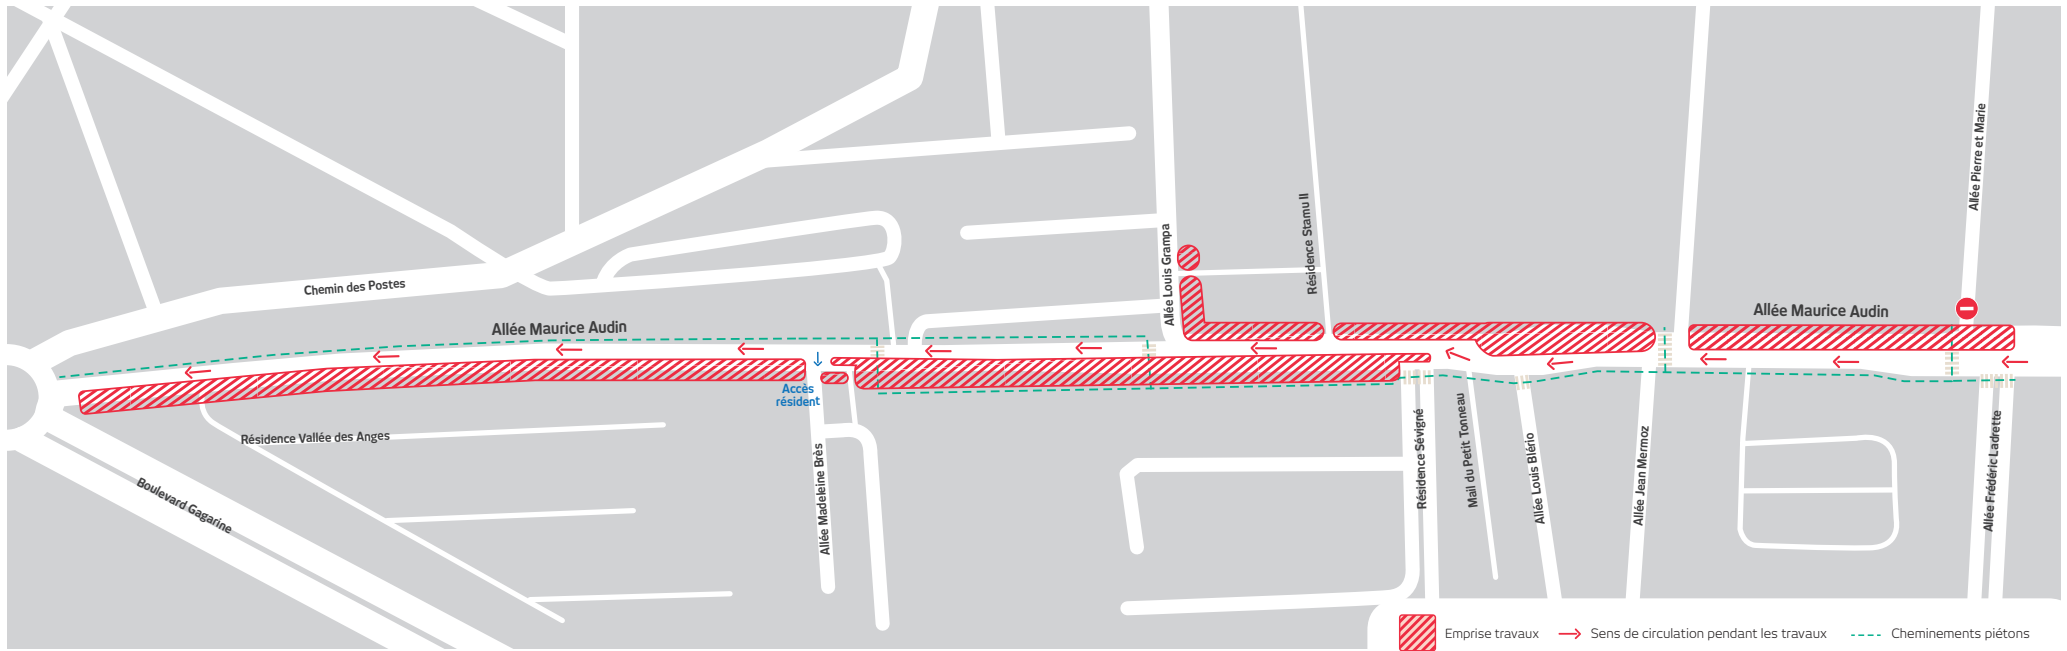 Chemin des Postes
Allée Maurice Audin
Allée Louis Grampa
Résidence Stamu II
Allée Maurice Audin
Allée Pierre et Marie
Accès
résident
Résidence Vallée des Anges
Boulevard Gagarine
Allée Madeleine Brès
Résidence Sévigné
Mail du Petit Tonneau
Allée Louis Blério
Allée Jean Mermoz
Allée Frédéric Ladrette
Emprise travaux
Sens de circulation pendant les travaux
Cheminements piétons